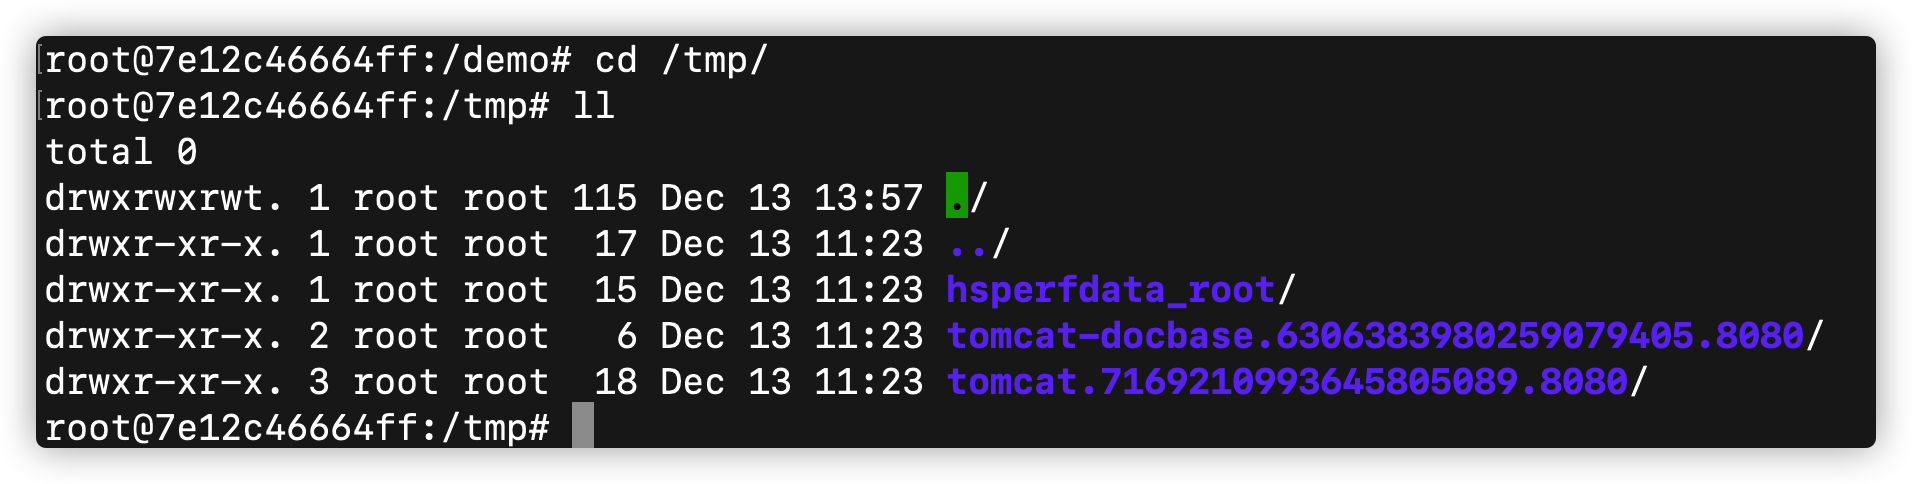 [root@7e12c46664ff:/demo# cd /tmp/
[root@7e12c46664ff:/tmp# ll
total 0
drwxrwxrwt. 1 root root 115 Dec 13 13:57 ./
drwxr-xr-x. 1 root root  17 Dec 13 11:23 ../
drwxr-xr-x. 1 root root  15 Dec 13 11:23 hsperfdata_root/
drwxr-xr-x. 2 root root   6 Dec 13 11:23 tomcat-docbase.6306383980259079405.8080/
drwxr-xr-x. 3 root root  18 Dec 13 11:23 tomcat.71692109936458050​89.8080/
root@7e12c46664ff:/tmp#